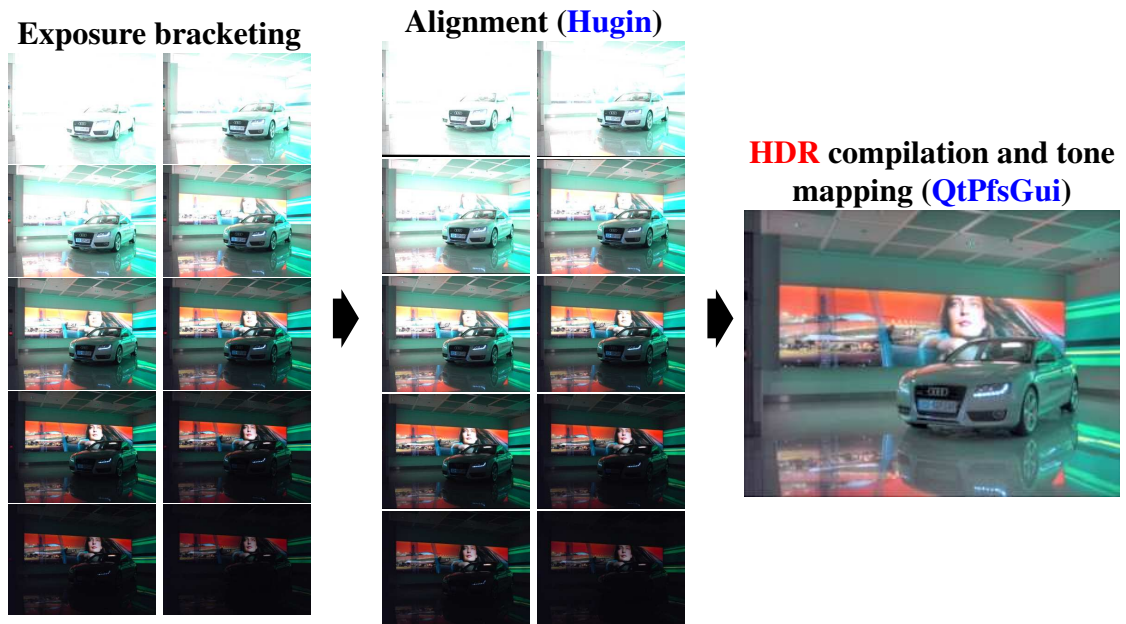 Exposure bracketing
Alignment (Hugin)
HDR compilation and tone
mapping (QtPfsGui)